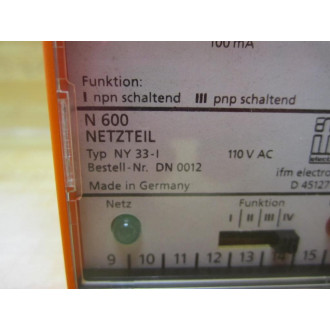 100 mA
Funktion:
I npn schaltend III pnp schaltend
N 600
NETZTEIL
Typ NY 33-I 110 V AC
Bestell-Nr. DN 0012
ifm electro
Made in Germany D 45127
Netz Funktion
I II III IV
9 10 11 12 13 14 15